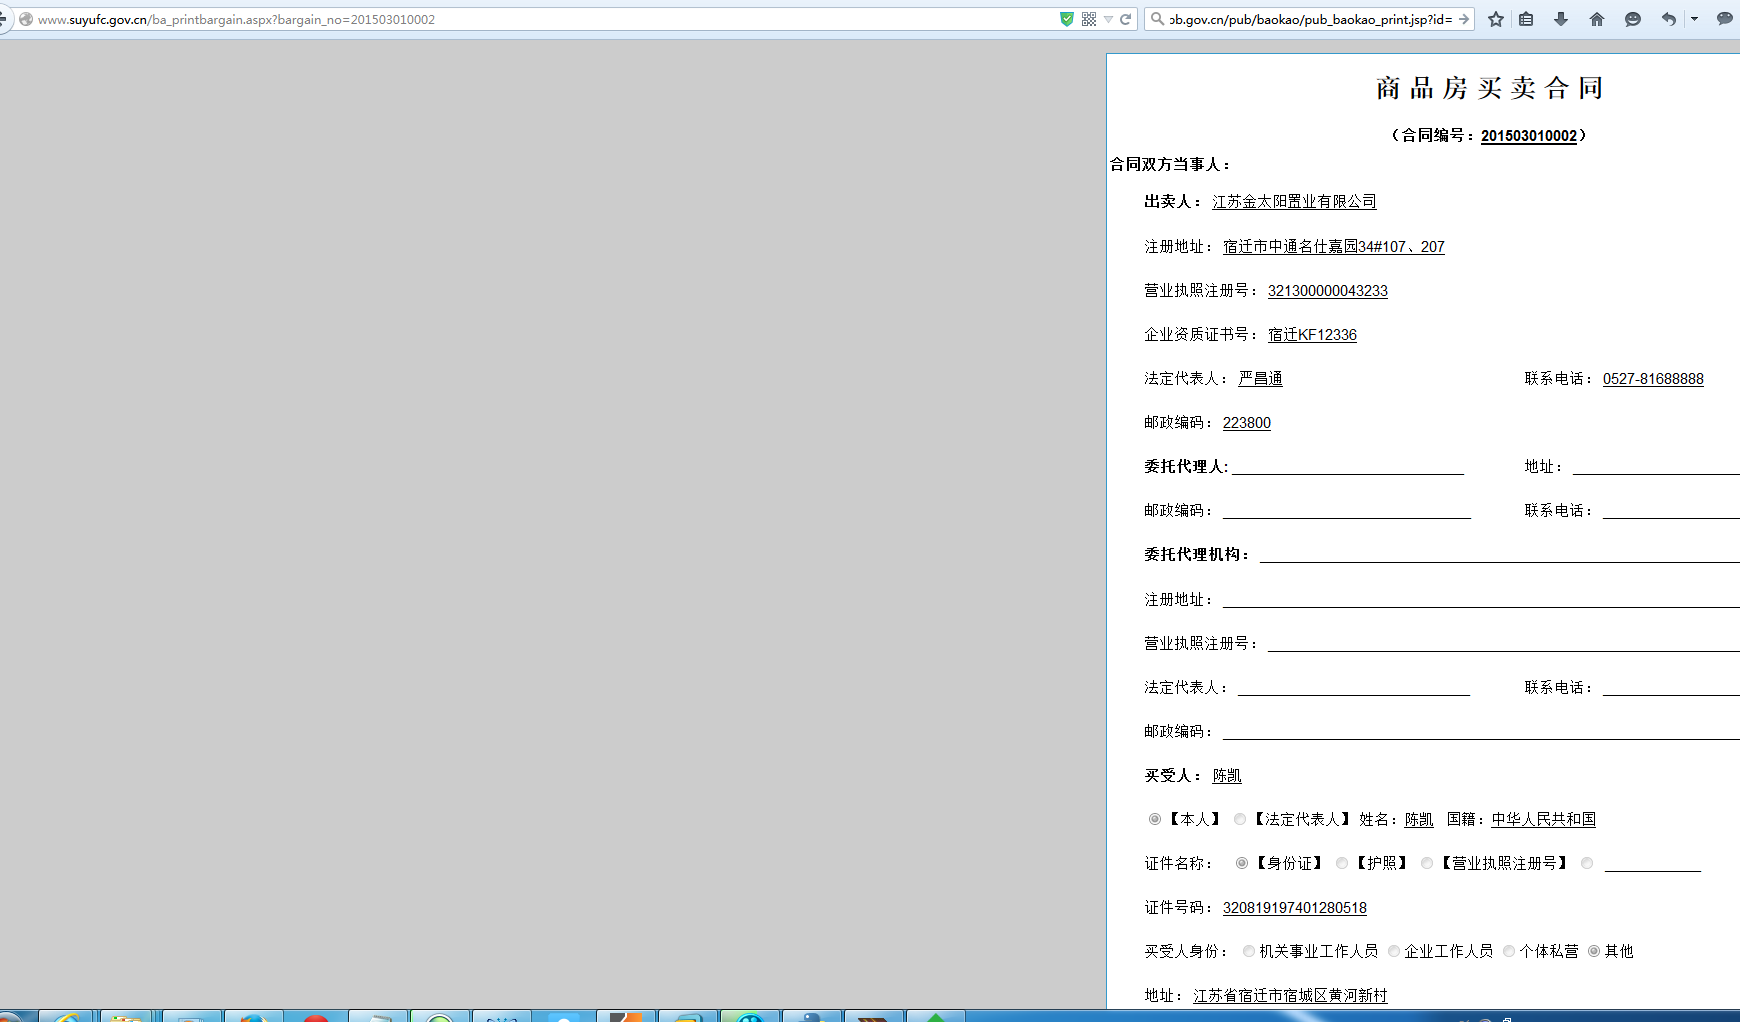 www.suyufc.gov.cn/ba_printbargain.aspx?bargain_no=201503010002
ob.gov.cn/pub/baokao/pub_baokao_print.jsp?id=
商品房买卖合同
（合同编号：201503010002）
合同双方当事人：
出卖人：江苏金太阳置业有限公司
注册地址：宿迁市中通名仕嘉园34#107、207
营业执照注册号：321300000043233
企业资质证书号：宿迁KF12336
法定代表人：严昌通 联系电话：0527-81688888
邮政编码：223800
委托代理人: 地址：
邮政编码： 联系电话：
委托代理机构：
注册地址：
营业执照注册号：
法定代表人： 联系电话：
邮政编码：
买受人：陈凯
【本人】 【法定代表人】 姓名：陈凯 国籍：中华人民共和国
证件名称： 【身份证】 【护照】 【营业执照注册号】
证件号码：320819197401280518
买受人身份： 机关事业工作人员 企业工作人员 个体私营 其他
地址：江苏省宿迁市宿城区黄河新村